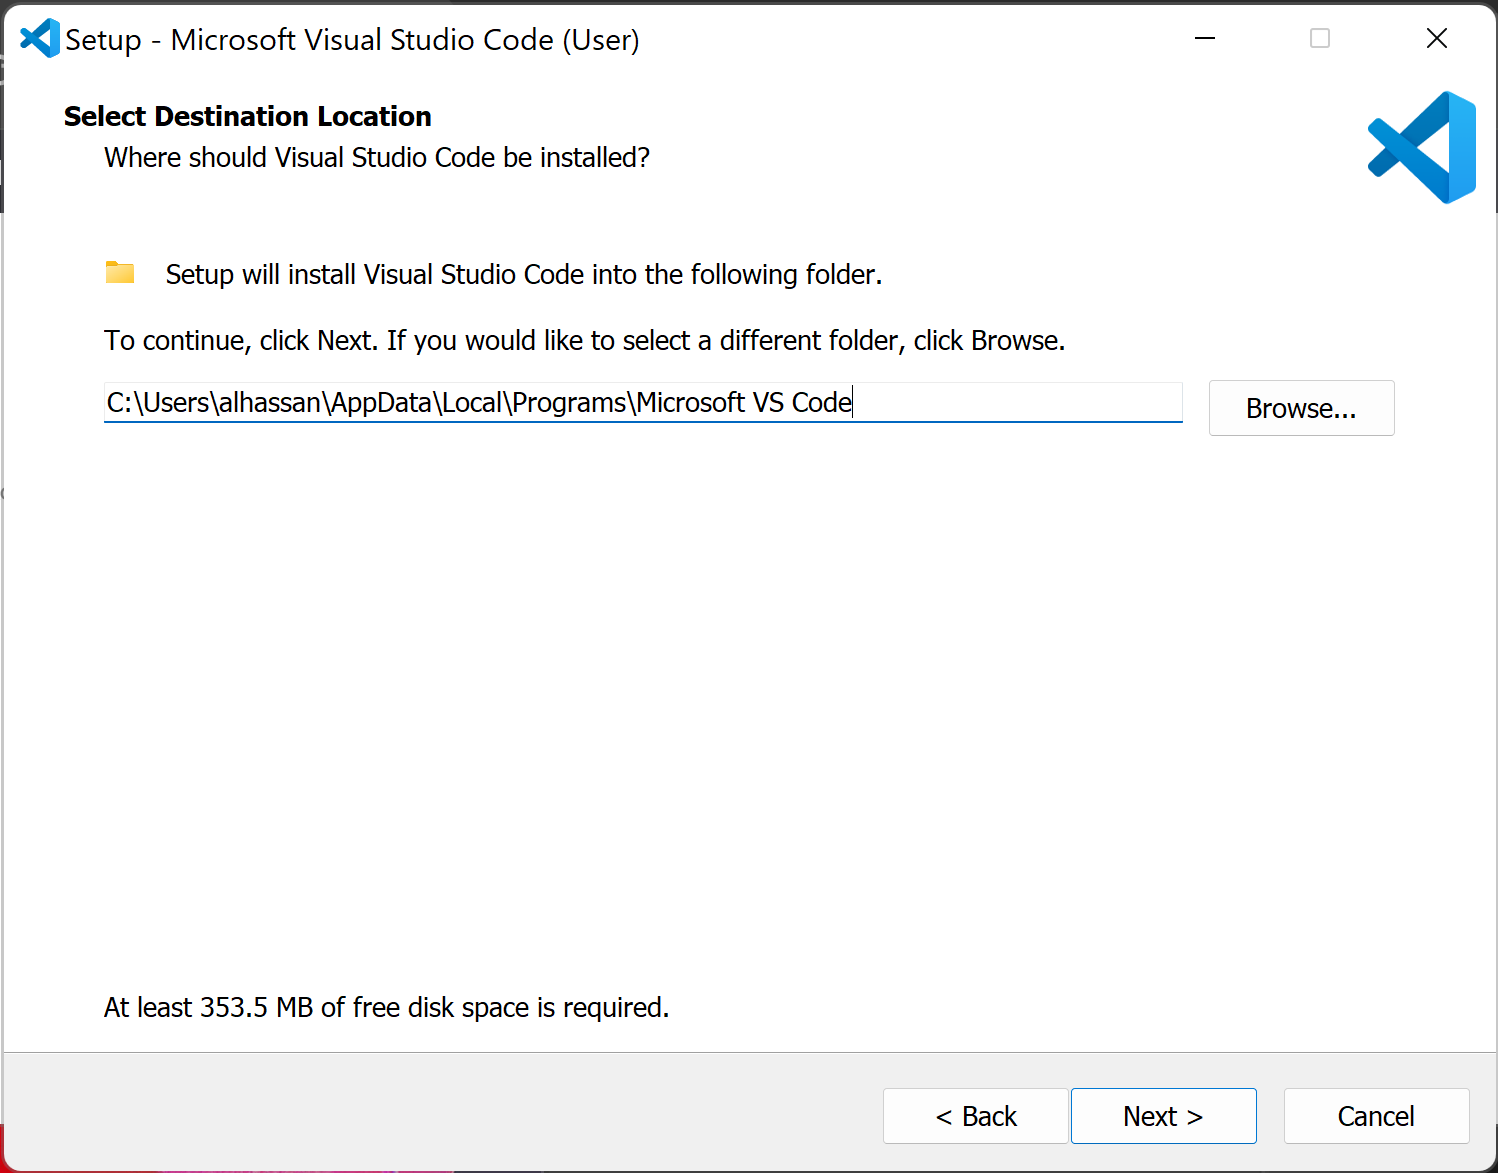 Setup - Microsoft Visual Studio Code (User)
Select Destination Location
Where should Visual Studio Code be installed?
Setup will install Visual Studio Code into the following folder.
To continue, click Next. If you would like to select a different folder, click Browse.
C:\Users\alhassan\AppData\Local\Programs\Microsoft VS Code
Browse...
At least 353.5 MB of free disk space is required.
< Back
Next >
Cancel